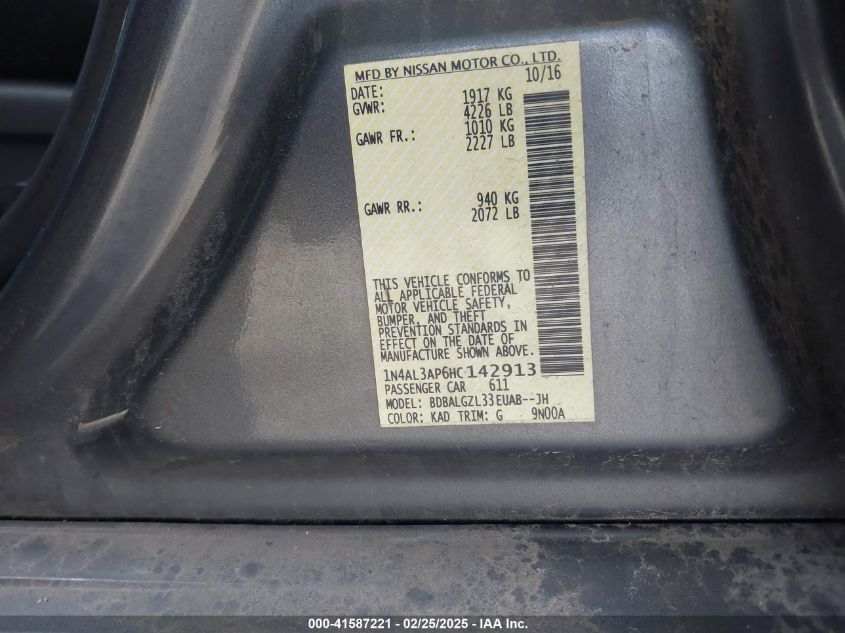 MFD BY NISSAN MOTOR CO., LTD.
DATE: 10/16
GVWR: 1917 KG
4226 LB
GAWR FR.: 1010 KG
2227 LB
GAWR RR.: 940 KG
2072 LB
THIS VEHICLE CONFORMS TO
ALL APPLICABLE FEDERAL
MOTOR VEHICLE SAFETY,
BUMPER, AND THEFT
PREVENTION STANDARDS IN
EFFECT ON THE DATE OF
MANUFACTURE SHOWN ABOVE.
1N4AL3AP6HC142913
PASSENGER CAR 611
MODEL: BDBALGZL33EUAB--JH
COLOR: KAD TRIM: G 9N00A
000-41587221 - 02/25/2025 - IAA Inc.